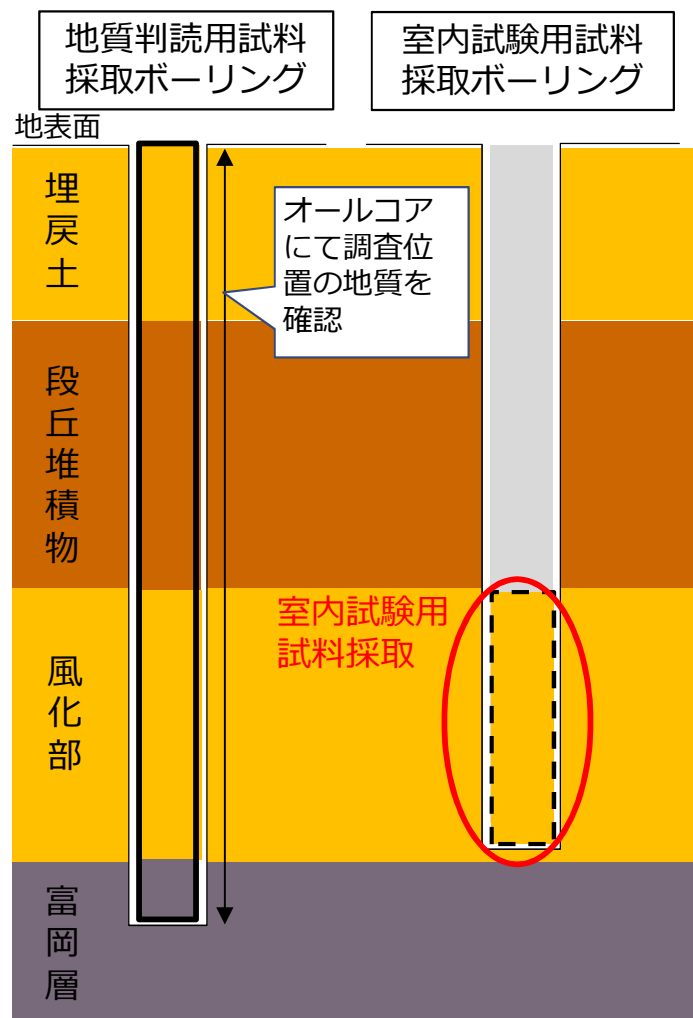 地質判読用試料
採取ボーリング
室内試験用試料
採取ボーリング
地表面
埋戻土
オールコア
にて調査位
置の地質を
確認
段丘堆積物
室内試験用
試料採取
風化部
富岡層